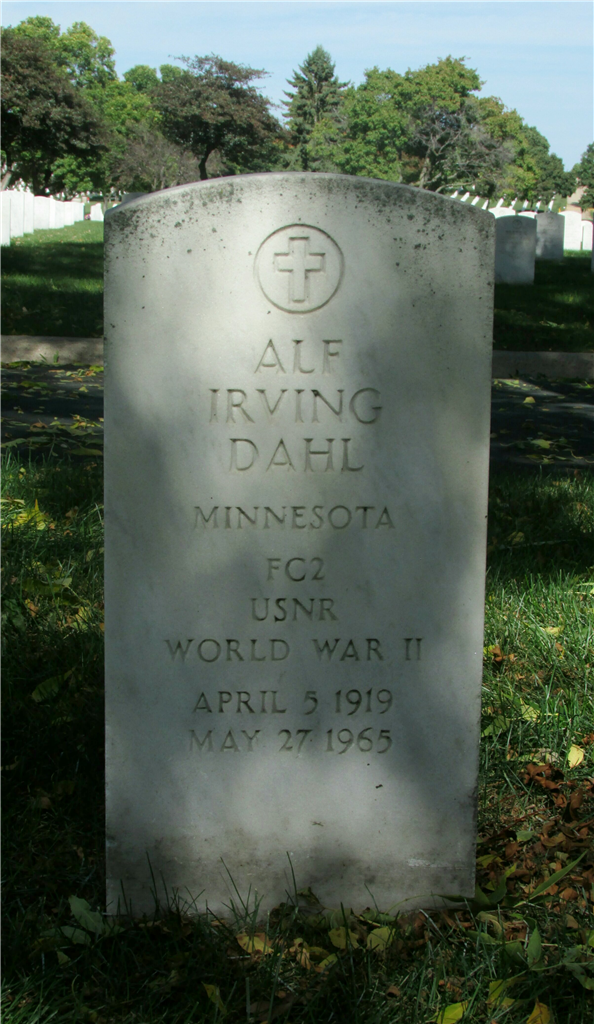 ALF
IRVING
DAHL
MINNESOTA
FC2
USNR
WORLD WAR II
APRIL 5 1919
MAY 27 1965